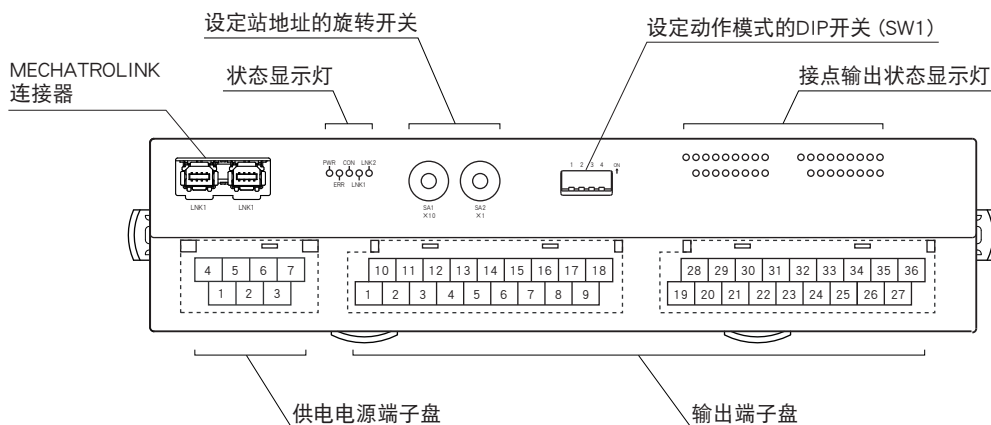 设定站地址的旋转开关
设定动作模式的DIP开关 (SW1)
MECHATROLINK
连接器
状态显示灯
接点输出状态显示灯
PWR CON LNK2
ERR LNK1
1 2 3 4 ON
LNK1 LNK1
SA1
×10
SA2
×1
4 5 6 7
1 2 3
10 11 12 13 14 15 16 17 18
1 2 3 4 5 6 7 8 9
28 29 30 31 32 33 34 35 36
19 20 21 22 23 24 25 26 27
供电电源端子盘
输出端子盘